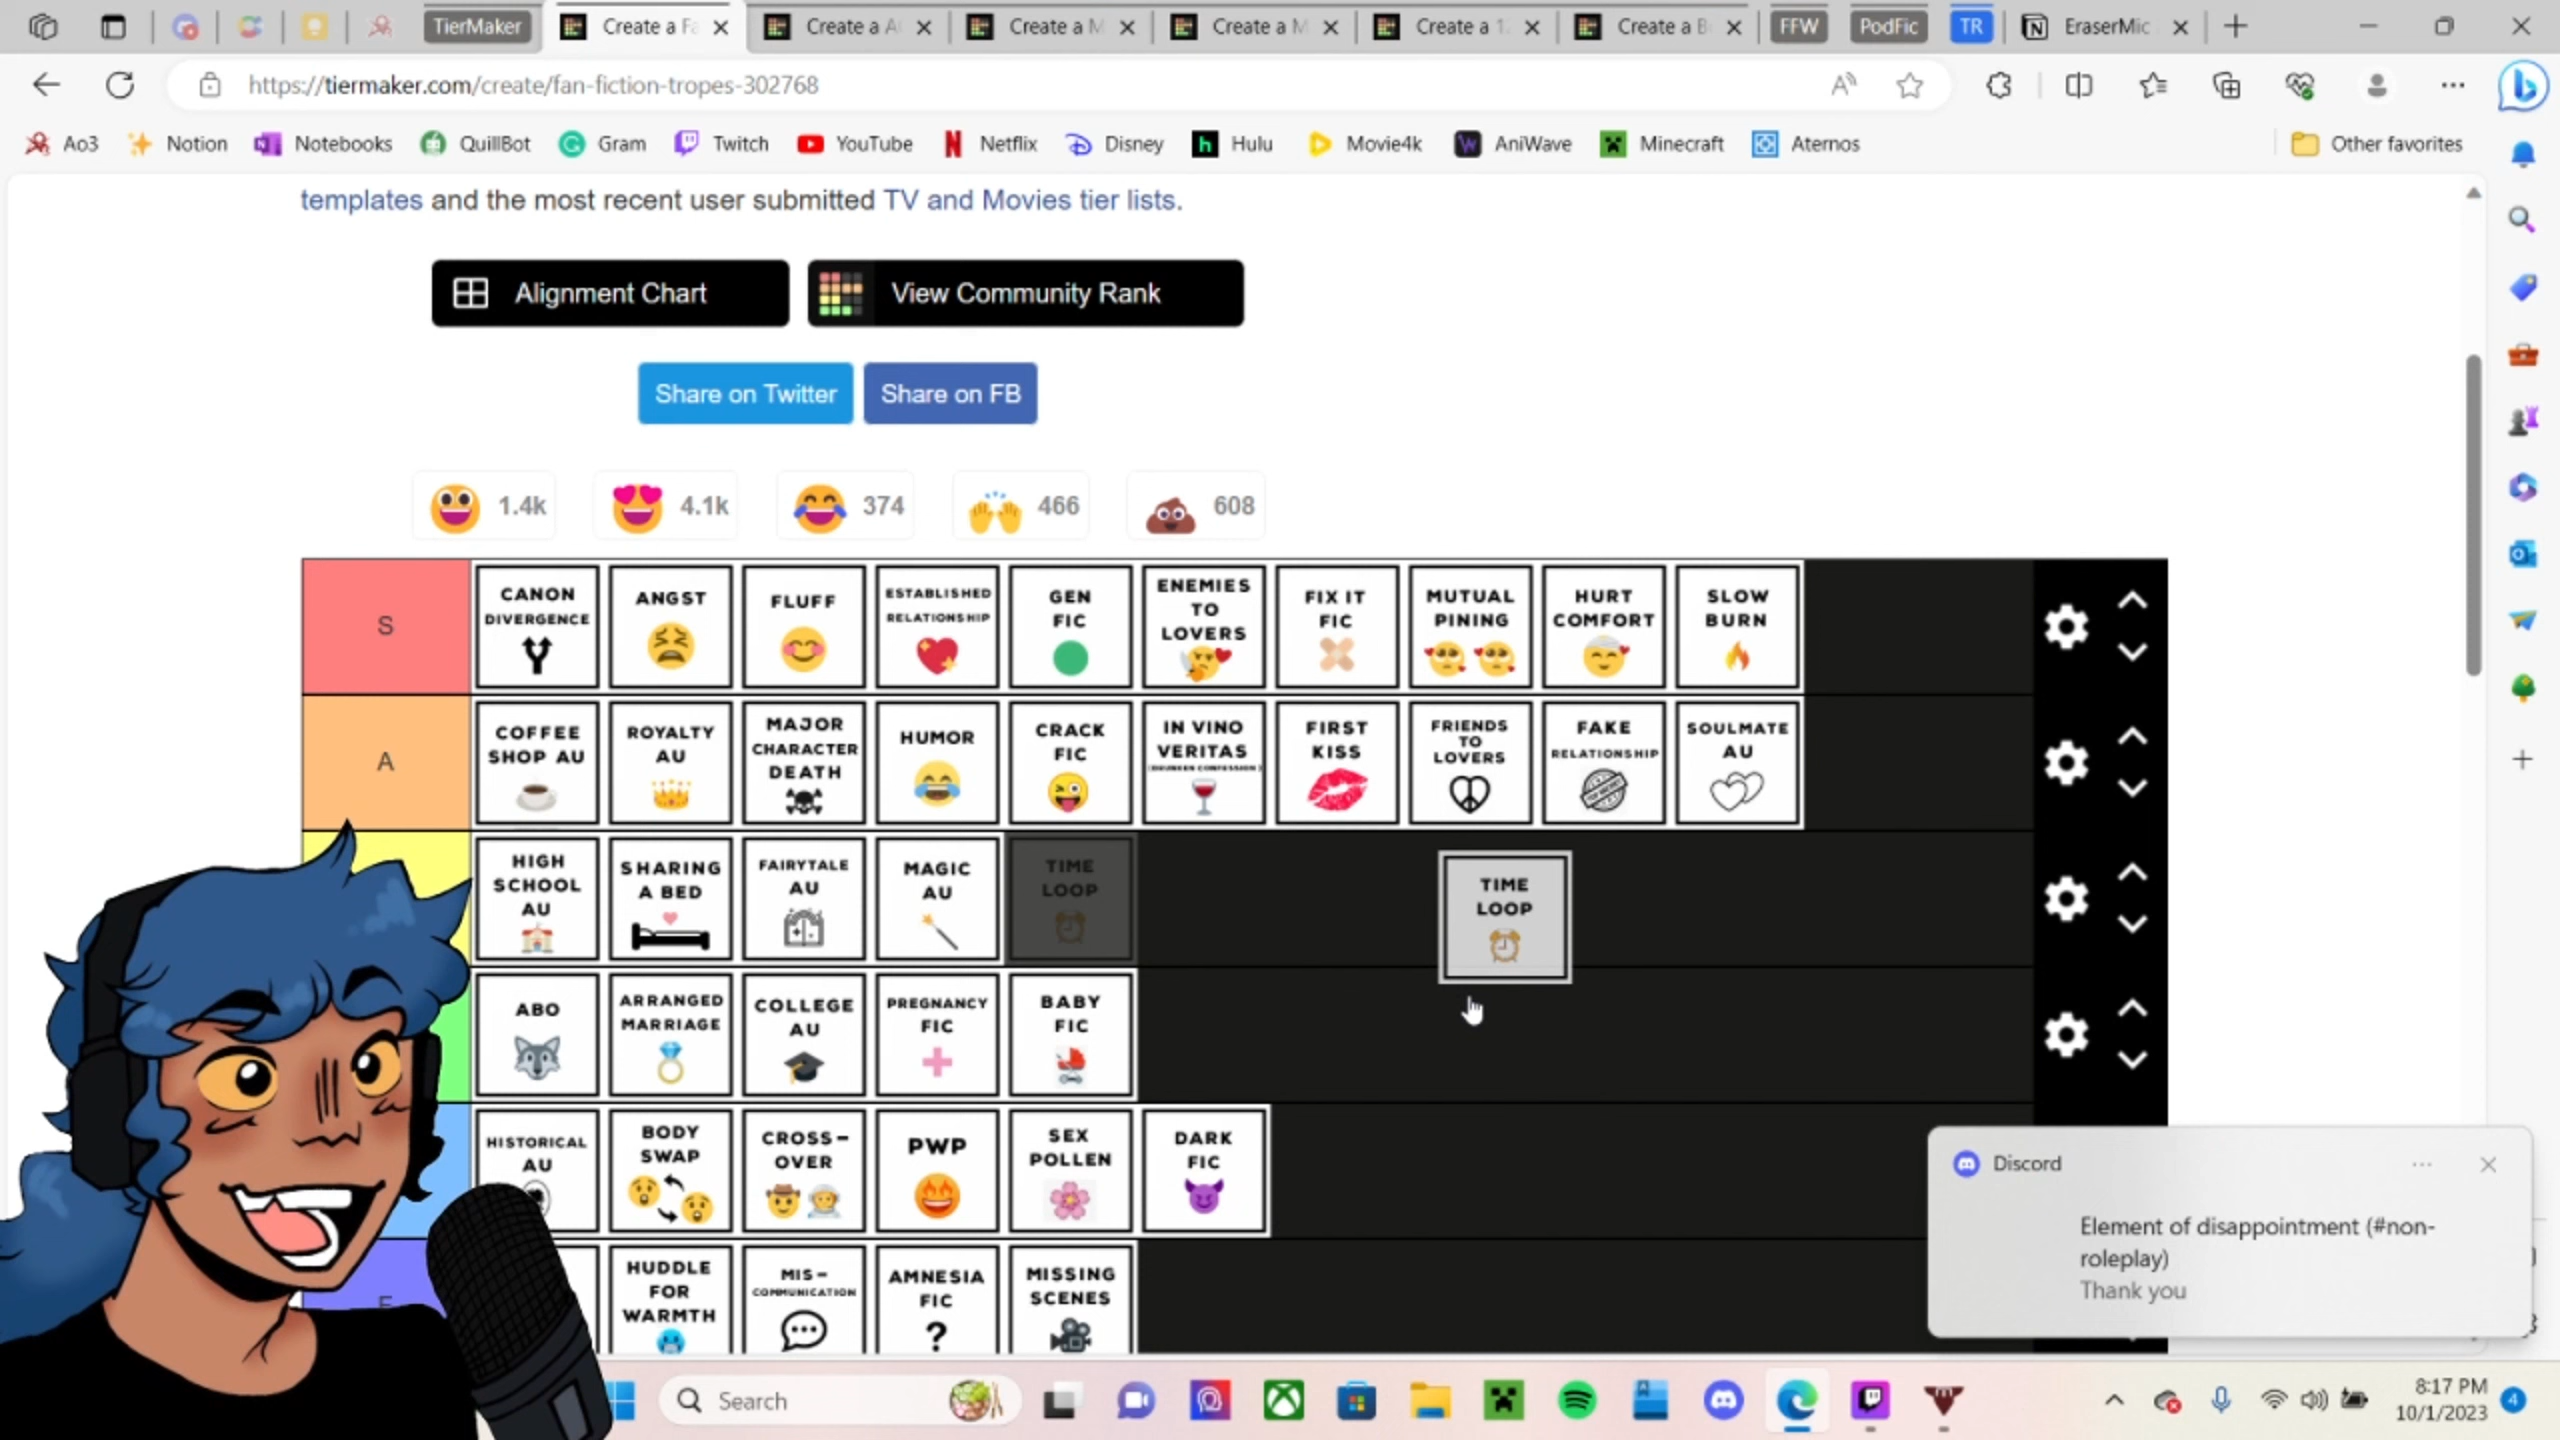 TierMaker
Create a Fa
Create a A
Create a M
Create a M
Create a 1
Create a B
FFW
PodFic
TR
EraserMic
https://tiermaker.com/create/fan-fiction-tropes-302768
Ao3
Notion
Notebooks
QuillBot
Gram
Twitch
YouTube
Netflix
Disney
Hulu
Movie4k
AniWave
Minecraft
Aternos
Other favorites
templates and the most recent user submitted TV and Movies tier lists.
Alignment Chart
View Community Rank
Share on Twitter
Share on FB
1.4k
4.1k
374
466
608
S
CANON
DIVERGENCE
ANGST
FLUFF
ESTABLISHED
RELATIONSHIP
GEN
FIC
ENEMIES
TO
LOVERS
FIX IT
FIC
MUTUAL
PINING
HURT
COMFORT
SLOW
BURN
A
COFFEE
SHOP AU
ROYALTY
AU
MAJOR
CHARACTER
DEATH
HUMOR
CRACK
FIC
IN VINO
VERITAS
(DRUNKEN CONFESSION)
FIRST
KISS
FRIENDS
TO
LOVERS
FAKE
RELATIONSHIP
SOULMATE
AU
HIGH
SCHOOL
AU
SHARING
A BED
FAIRYTALE
AU
MAGIC
AU
TIME
LOOP
TIME
LOOP
ABO
ARRANGED
MARRIAGE
COLLEGE
AU
PREGNANCY
FIC
BABY
FIC
HISTORICAL
AU
BODY
SWAP
CROSS-
OVER
PWP
SEX
POLLEN
DARK
FIC
HUDDLE
FOR
WARMTH
MIS-
COMMUNICATION
AMNESIA
FIC
?
MISSING
SCENES
Discord
Element of disappointment (#non-
roleplay)
Thank you
Search
8:17 PM
10/1/2023
4